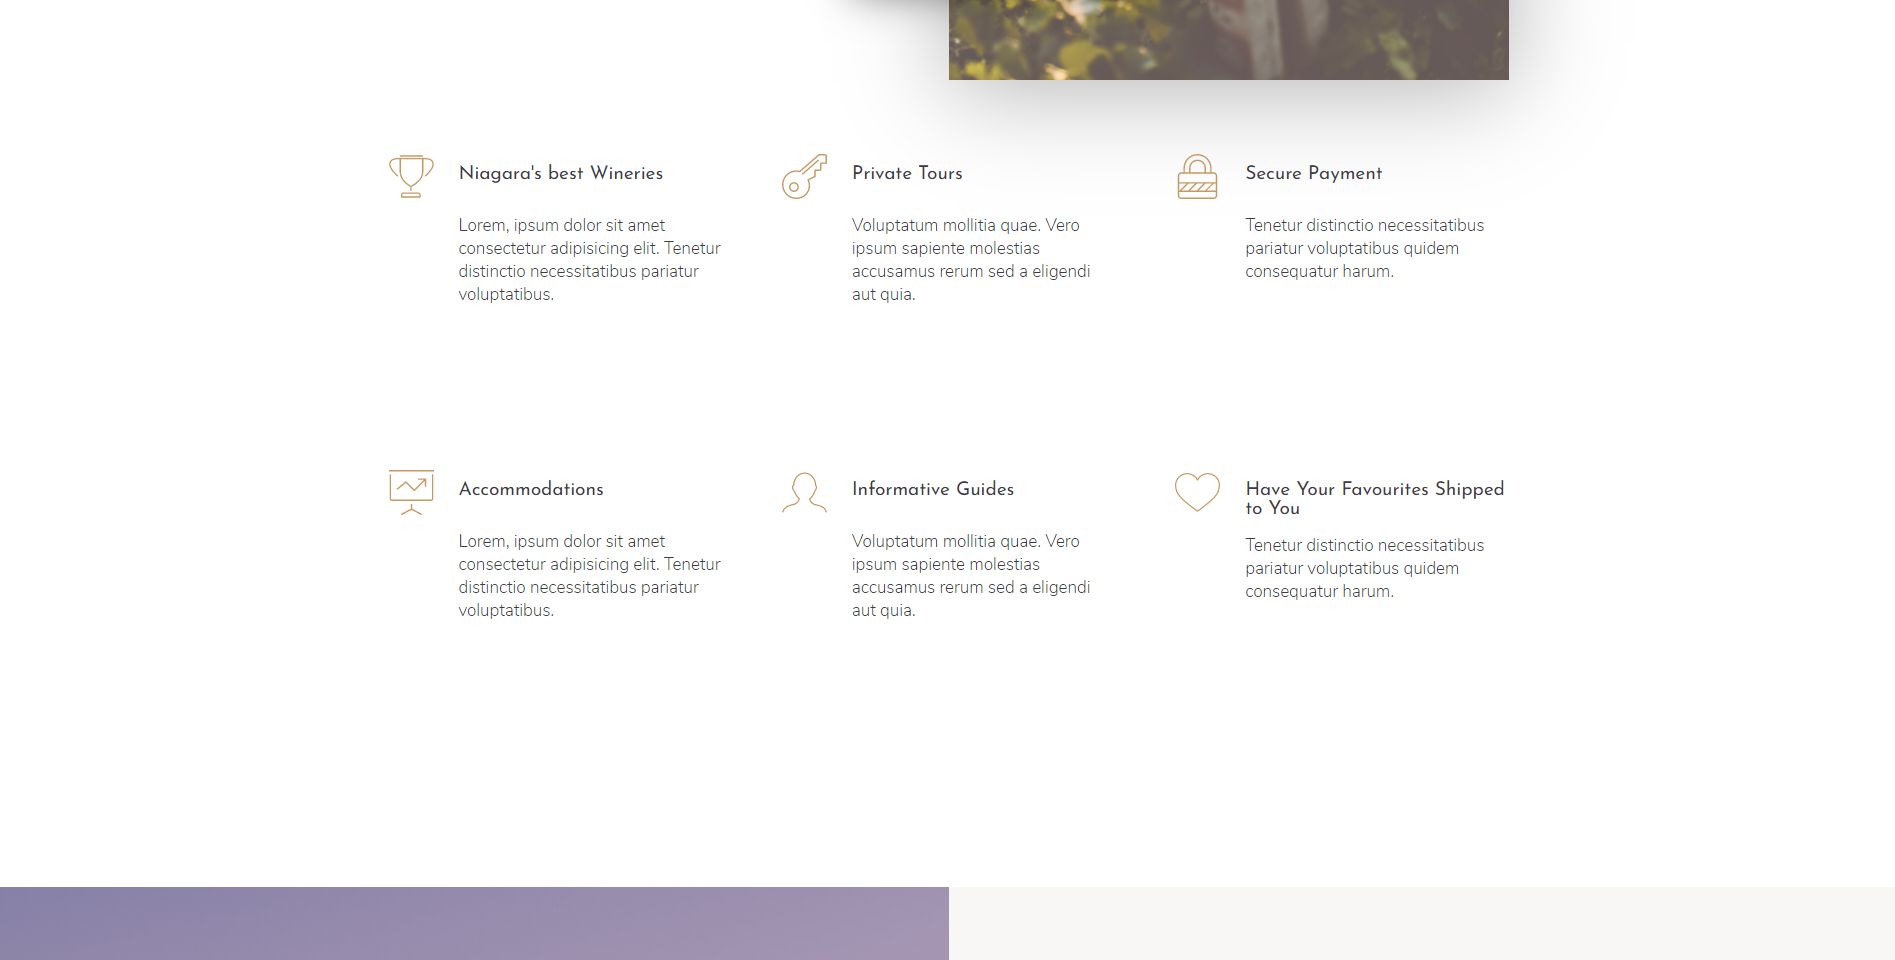 Niagara's best Wineries
Lorem, ipsum dolor sit amet
consectetur adipisicing elit. Tenetur
distinctio necessitatibus pariatur
voluptatibus.
Private Tours
Voluptatum mollitia quae. Vero
ipsum sapiente molestias
accusamus rerum sed a eligendi
aut quia.
Secure Payment
Tenetur distinctio necessitatibus
pariatur voluptatibus quidem
consequatur harum.
Accommodations
Lorem, ipsum dolor sit amet
consectetur adipisicing elit. Tenetur
distinctio necessitatibus pariatur
voluptatibus.
Informative Guides
Voluptatum mollitia quae. Vero
ipsum sapiente molestias
accusamus rerum sed a eligendi
aut quia.
Have Your Favourites Shipped
to You
Tenetur distinctio necessitatibus
pariatur voluptatibus quidem
consequatur harum.